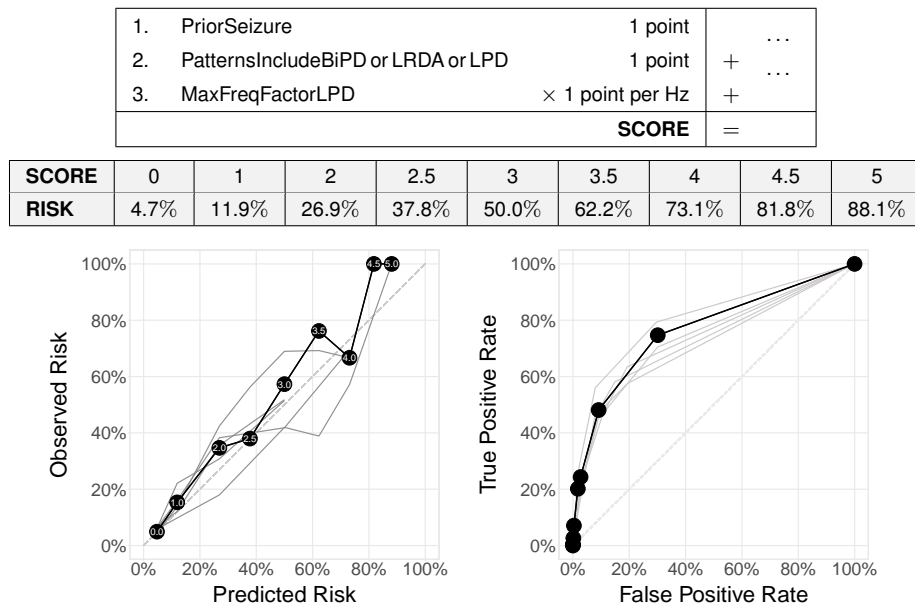 1. PriorSeizure 1 point ...
2. PatternsIncludeBiPD or LRDA or LPD 1 point + ...
3. MaxFreqFactorLPD × 1 point per Hz +
SCORE =
SCORE 0 1 2 2.5 3 3.5 4 4.5 5
RISK 4.7% 11.9% 26.9% 37.8% 50.0% 62.2% 73.1% 81.8% 88.1%
100%
80%
60%
40%
20%
0%
Observed Risk
0.0 1.0 2.0 2.5 3.0 3.5 4.0 4.5 5.0
0% 20% 40% 60% 80% 100%
Predicted Risk
100%
80%
60%
40%
20%
0%
True Positive Rate
0% 20% 40% 60% 80% 100%
False Positive Rate